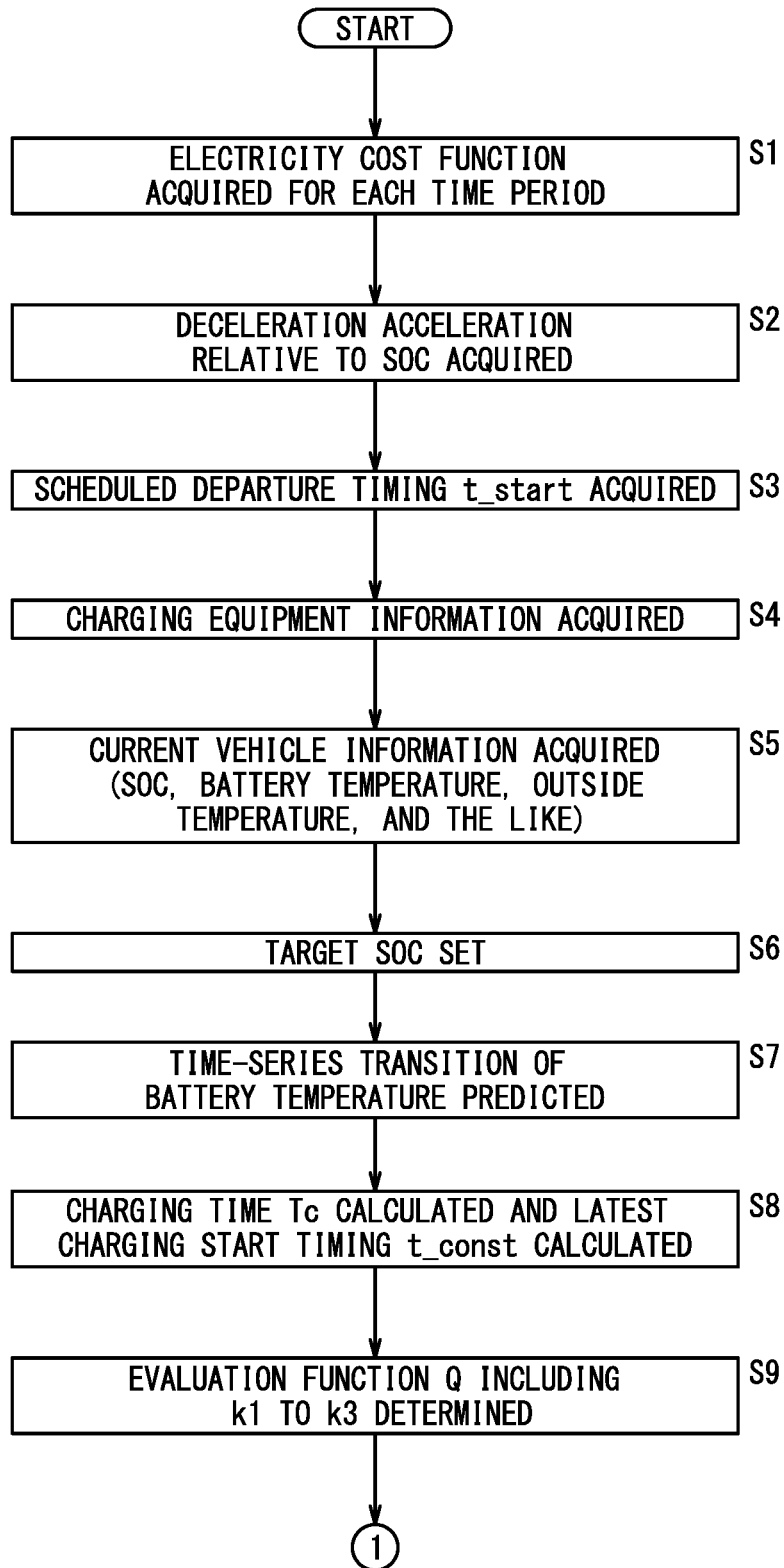 START
ELECTRICITY COST FUNCTION
ACQUIRED FOR EACH TIME PERIOD
S1
DECELERATION ACCELERATION
RELATIVE TO SOC ACQUIRED
S2
SCHEDULED DEPARTURE TIMING t_start ACQUIRED
S3
CHARGING EQUIPMENT INFORMATION ACQUIRED
S4
CURRENT VEHICLE INFORMATION ACQUIRED
(SOC, BATTERY TEMPERATURE, OUTSIDE
TEMPERATURE, AND THE LIKE)
S5
TARGET SOC SET
S6
TIME-SERIES TRANSITION OF
BATTERY TEMPERATURE PREDICTED
S7
CHARGING TIME Tc CALCULATED AND LATEST
CHARGING START TIMING t_const CALCULATED
S8
EVALUATION FUNCTION Q INCLUDING
k1 TO k3 DETERMINED
S9
1